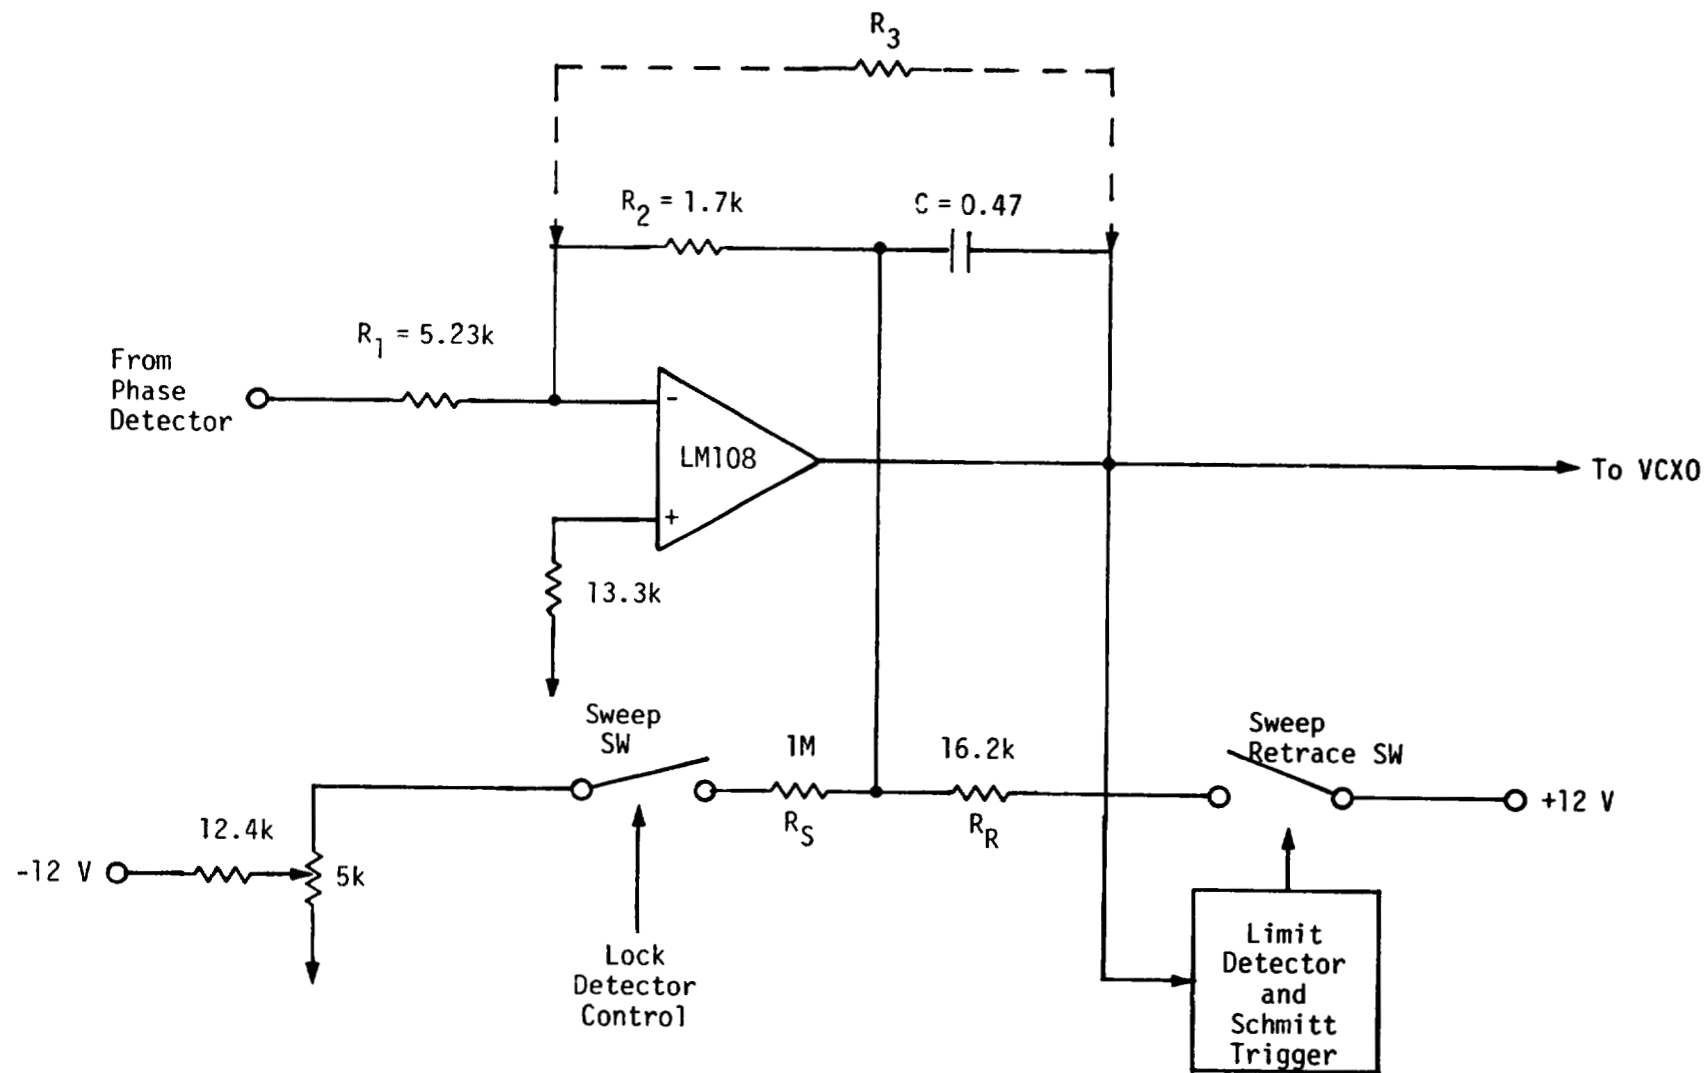 R3
R2 = 1.7k
C = 0.47
R1 = 5.23k
From
Phase
Detector
-
LM108
+
To VCXO
13.3k
Sweep
SW
1M
RS
16.2k
RR
Sweep
Retrace SW
+12 V
12.4k
-12 V
5k
Lock
Detector
Control
Limit
Detector
and
Schmitt
Trigger